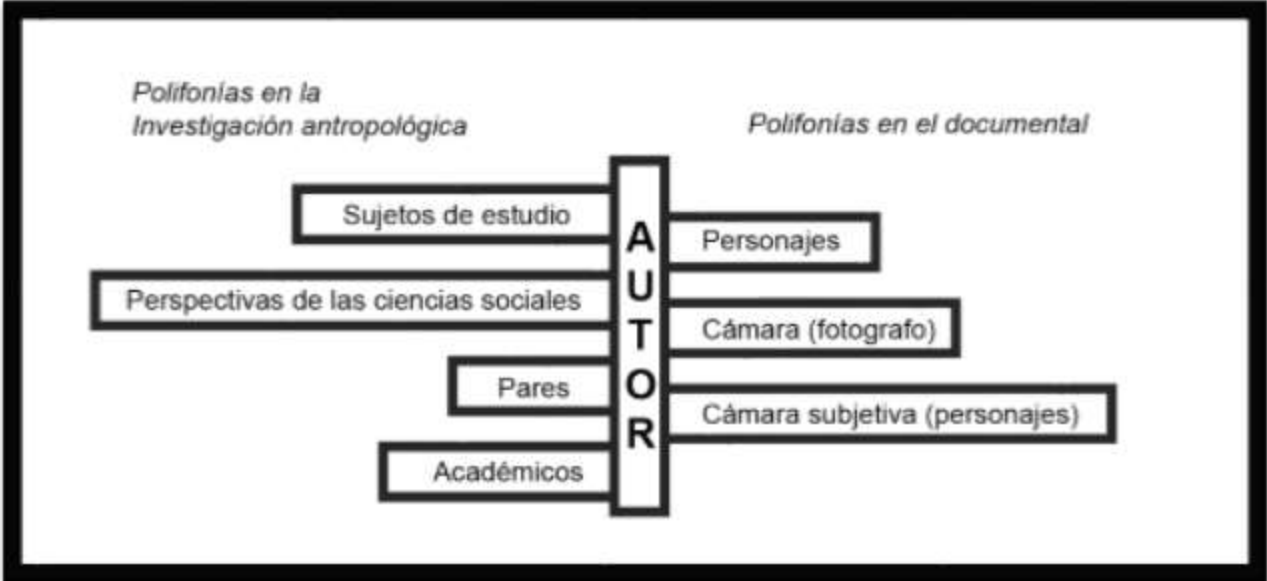 Polifonías en la
Investigación antropológica
Polifonías en el documental
Sujetos de estudio
Perspectivas de las ciencias sociales
Pares
Académicos
AUTOR
Personajes
Cámara (fotografo)
Cámara subjetiva (personajes)